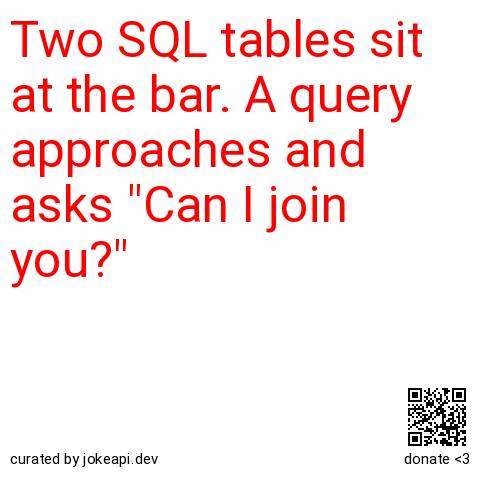 Two SQL tables sit
at the bar. A query
approaches and
asks "Can I join
you?"
curated by jokeapi.dev
donate <3